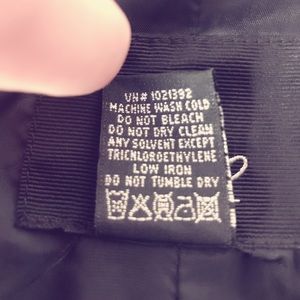 VN# 1021392
MACHINE WASH COLD
DO NOT BLEACH
DO NOT DRY CLEAN
ANY SOLVENT EXCEPT
TRICHLOROETHYLENE
LOW IRON
DO NOT TUMBLE DRY